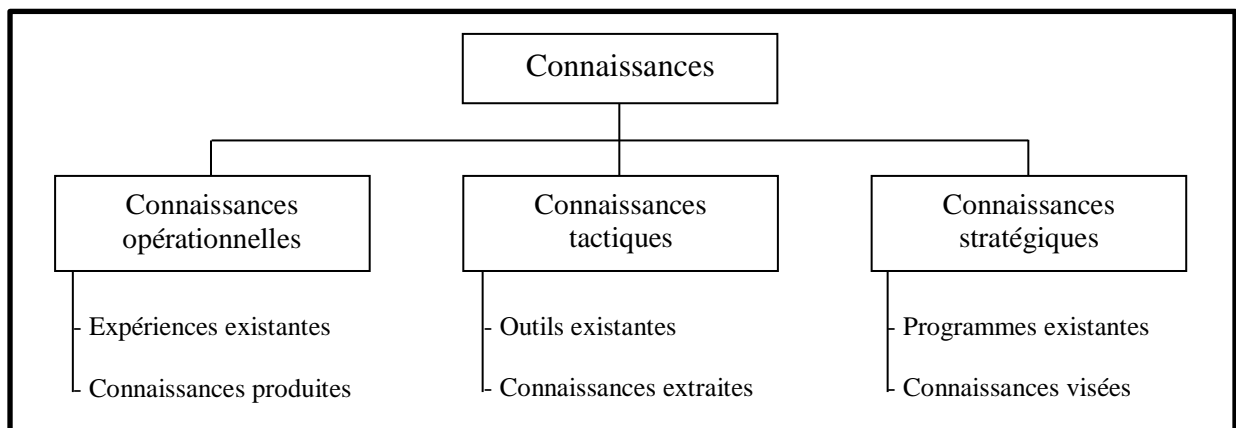 Connaissances
Connaissances
opérationnelles
- Expériences existantes
- Connaissances produites
Connaissances
tactiques
- Outils existantes
- Connaissances extraites
Connaissances
stratégiques
- Programmes existantes
- Connaissances visées